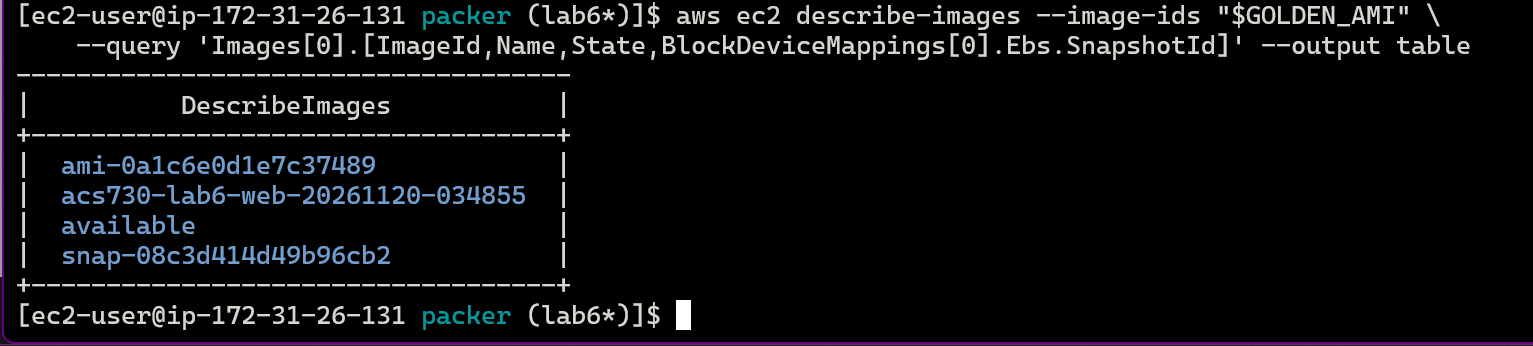 [ec2-user@ip-172-31-26-131 packer (lab6*)]$ aws ec2 describe-images --image-ids "$GOLDEN_AMI" \
    --query 'Images[0].[ImageId,Name,State,BlockDeviceMappings[0].Ebs.SnapshotId]' --output table
-------------------------------------
|          DescribeImages           |
+-----------------------------------+
|  ami-0a1c6e0d1e7c37489            |
|  acs730-lab6-web-20261120-034855  |
|  available                        |
|  snap-08c3d414d49b96cb2           |
+-----------------------------------+
[ec2-user@ip-172-31-26-131 packer (lab6*)]$